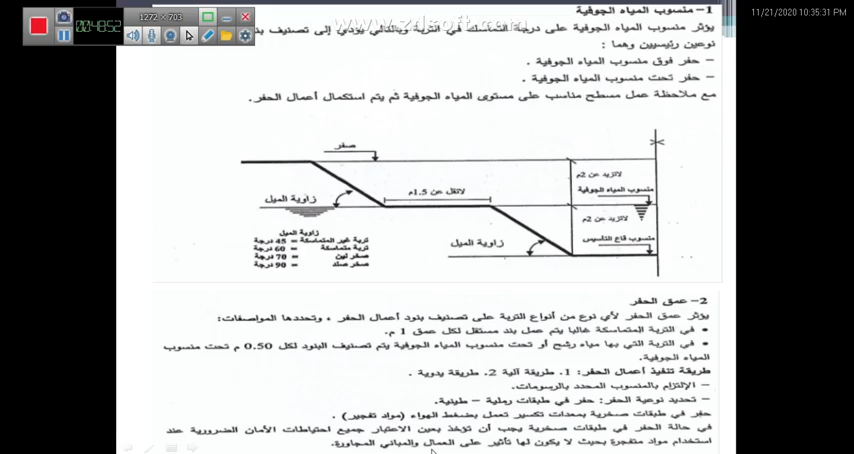 1272 × 703
004852
www.zdsoft.com
11/21/2020 10:35:31 PM
1- منسوب المياه الجوفية
يؤثر منسوب المياه الجوفية على درجة التماسك في التربة وبالتالي يؤدي إلى تصنيف
نوعين رئيسيين وهما :
– حفر فوق منسوب المياه الجوفية .
– حفر تحت منسوب المياه الجوفية .
مع ملاحظة عمل مسطح مناسب على مستوى المياه الجوفية ثم يتم استكمال أعمال الحفر.
صفر
لاتزيد عن 2م
زاوية الميل
لاتقل عن 1.5م
منسوب المياه الجوفية
لاتزيد عن 2م
زاوية الميل
منسوب قاع التأسيس
زاوية الميل
تربة غير المتماسكة = 45 درجة
تربة متماسكة = 60 درجة
صخر لين = 70 درجة
صخر صلد = 90 درجة
2- عمق الحفر
يؤثر عمق الحفر لأي نوع من أنواع التربة على تصنيف بنود أعمال الحفر ، وتحددها المواصفات:
• في التربة المتماسكة غالبا يتم عمل بند مستقل لكل عمق 1 م.
• في التربة التي بها مياه رشح أو تحت منسوب المياه الجوفية يتم تصنيف البنود لكل 0.50 م تحت منسوب
المياه الجوفية.
طريقة تنفيذ أعمال الحفر: 1. طريقة آلية 2. طريقة يدوية .
– الإلتزام بالمنسوب المحدد بالرسومات.
– تحديد نوعية الحفر: حفر في طبقات رملية – طينية.
حفر في طبقات صخرية بمعدات تكسير تعمل بضغط الهواء (مواد تفجير) .
في حالة الحفر في طبقات صخرية يجب أن تؤخذ بعين الاعتبار جميع احتياطات الأمان الضرورية عند
استخدام مواد متفجرة بحيث لا يكون لها تأثير على العمال والمباني المجاورة.